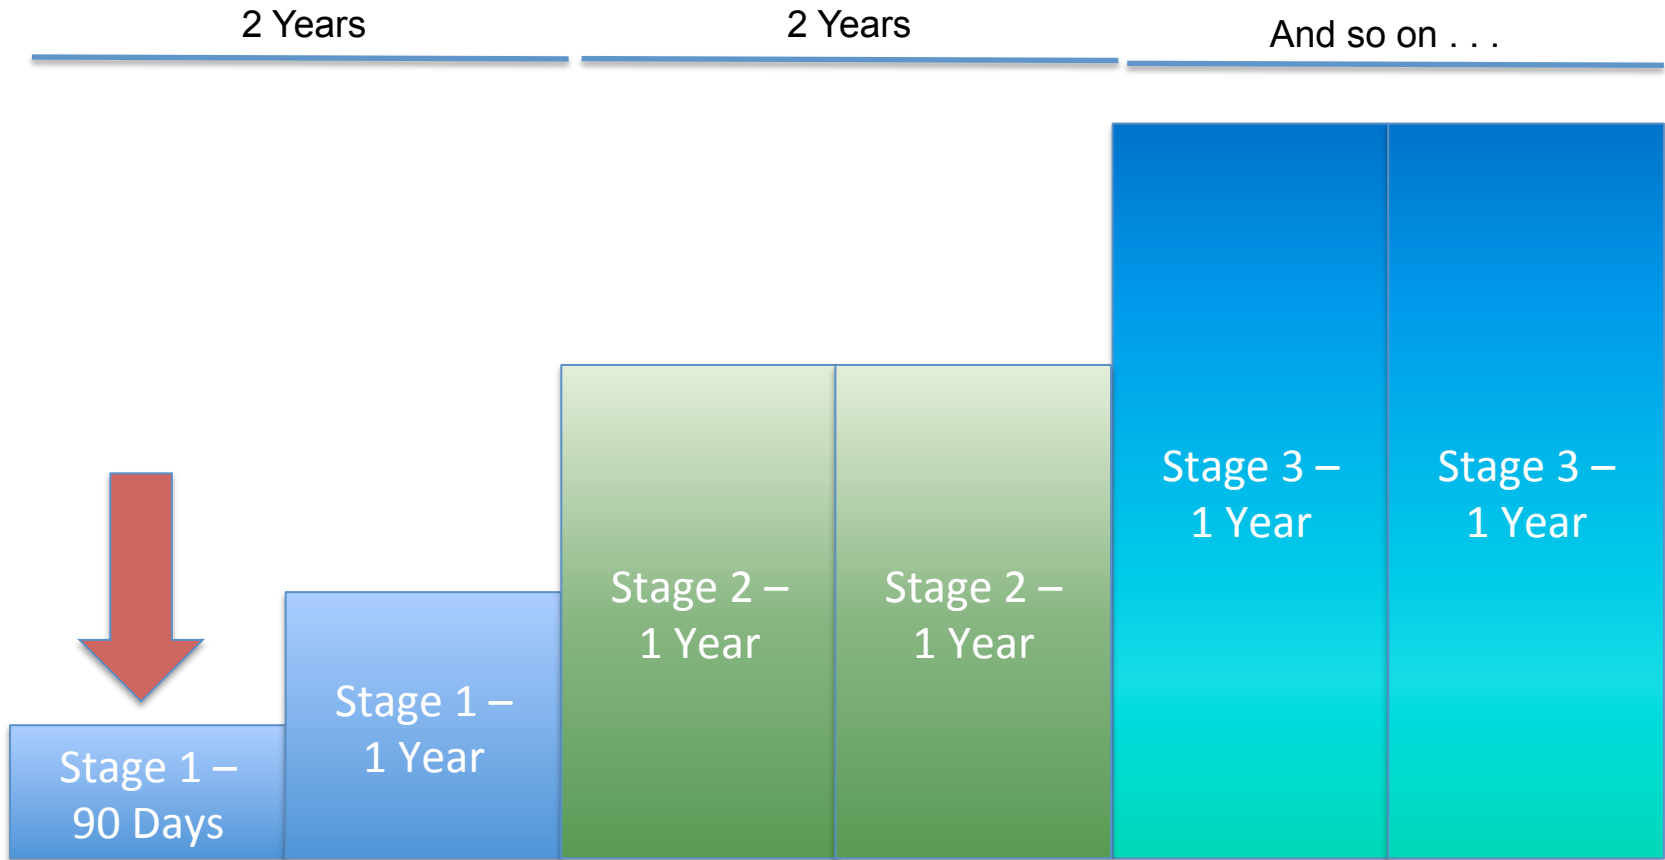 2 Years
2 Years
And so on . . .
Stage 1 –
90 Days
Stage 1 –
1 Year
Stage 2 –
1 Year
Stage 2 –
1 Year
Stage 3 –
1 Year
Stage 3 –
1 Year